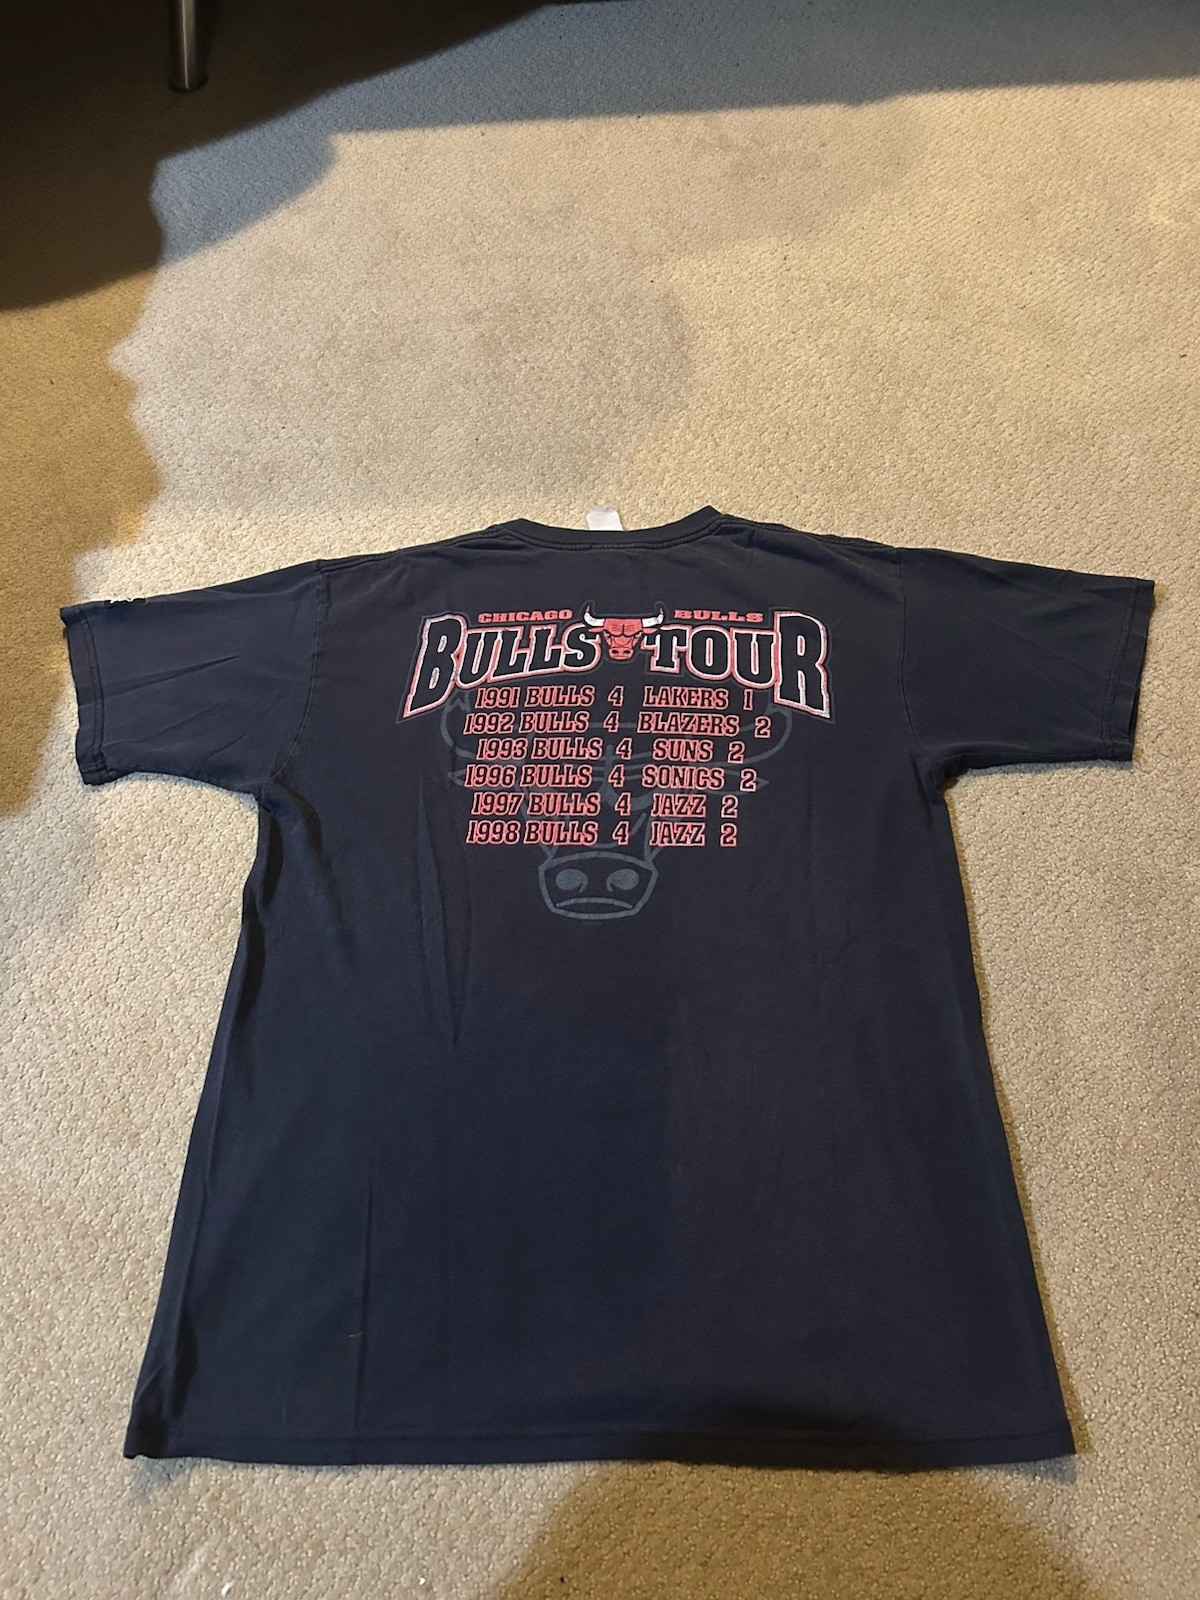 CHICAGO BULLS
BULLS TOUR
1991 BULLS 4 LAKERS 1
1992 BULLS 4 BLAZERS 2
1993 BULLS 4 SUNS 2
1996 BULLS 4 SONICS 2
1997 BULLS 4 JAZZ 2
1998 BULLS 4 JAZZ 2